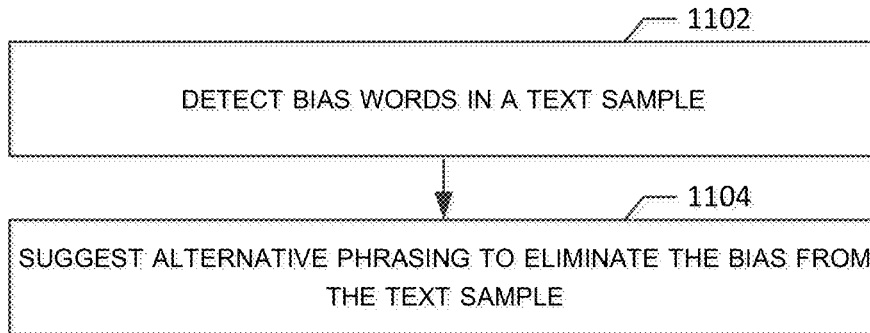 1102
DETECT BIAS WORDS IN A TEXT SAMPLE
1104
SUGGEST ALTERNATIVE PHRASING TO ELIMINATE THE BIAS FROM
THE TEXT SAMPLE